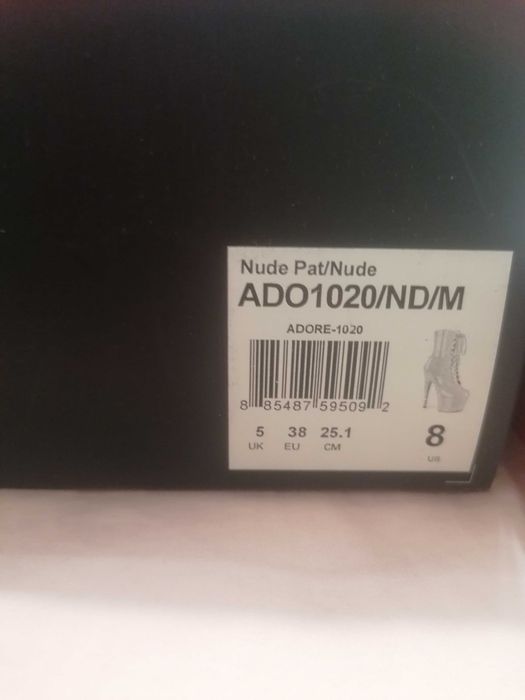 Nude Pat/Nude
ADO1020/ND/M
ADORE-1020
8 85487 59509 2
5 38 25.1 8
UK EU CM US